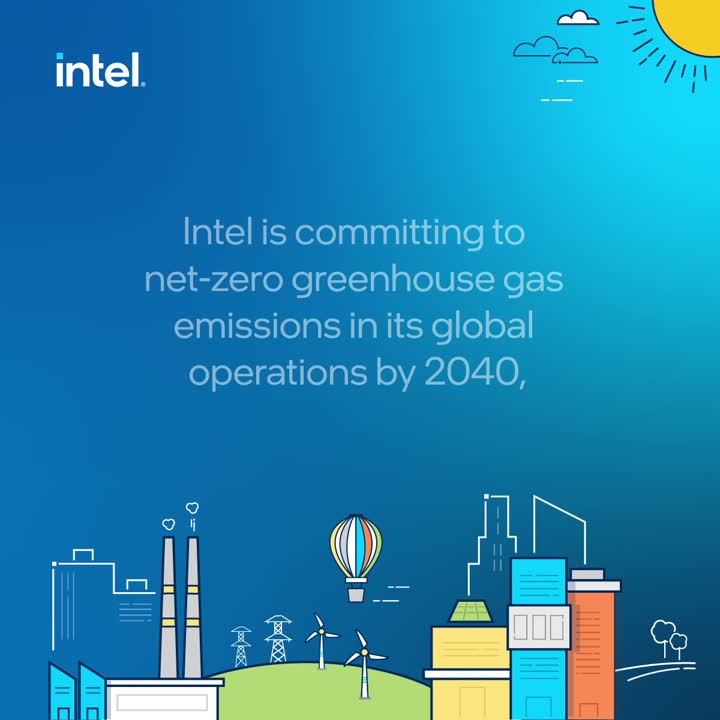 intel.
Intel is committing to
net-zero greenhouse gas
emissions in its global
operations by 2040,